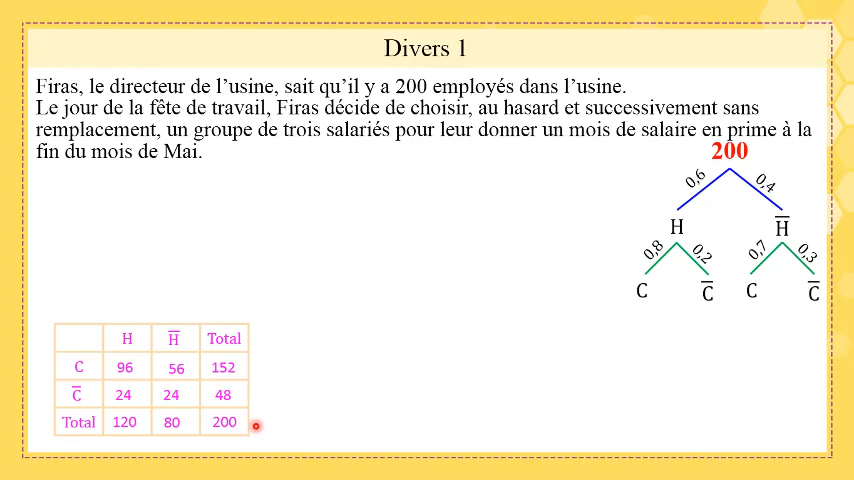 Divers 1
Firas, le directeur de l’usine, sait qu’il y a 200 employés dans l’usine.
Le jour de la fête de travail, Firas décide de choisir, au hasard et successivement sans
remplacement, un groupe de trois salariés pour leur donner un mois de salaire en prime à la
fin du mois de Mai.
200
0,6 0,4
H H̅
0,8 0,2 0,7 0,3
C C̅ C C̅
H H̅ Total
C 96 56 152
C̅ 24 24 48
Total 120 80 200